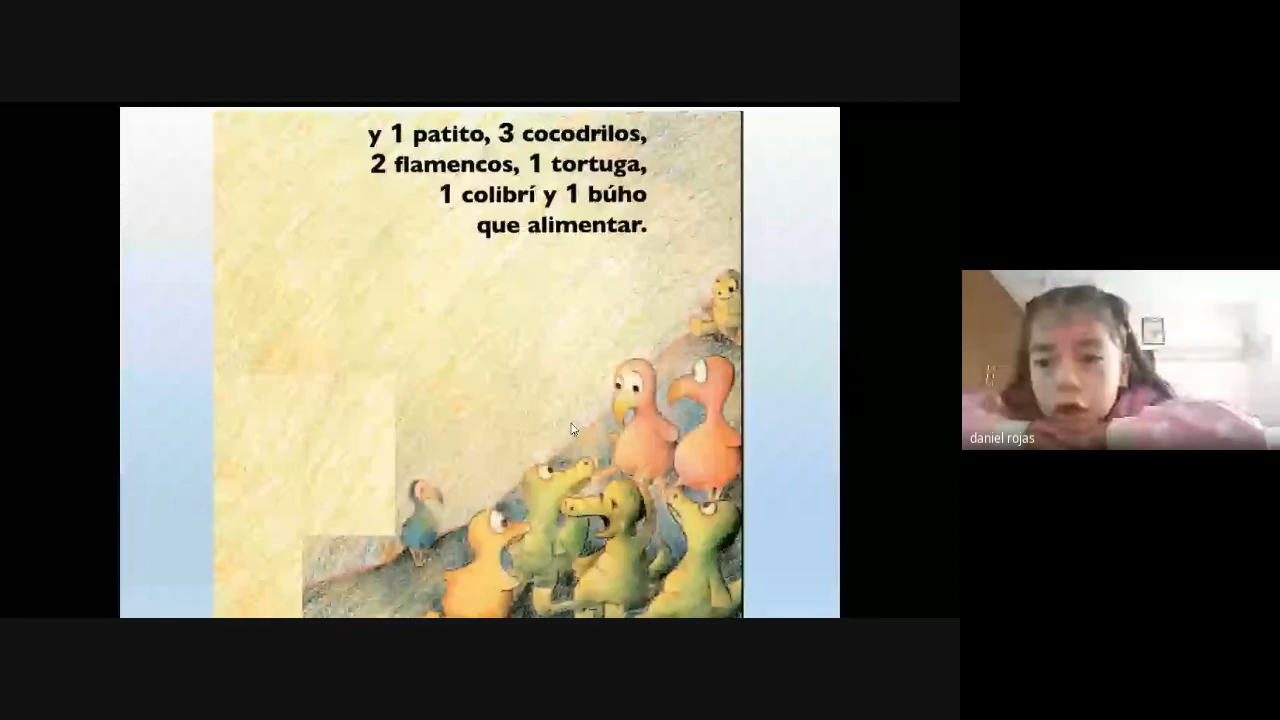 y 1 patito, 3 cocodrilos,
2 flamencos, 1 tortuga,
1 colibrí y 1 búho
que alimentar.
daniel rojas